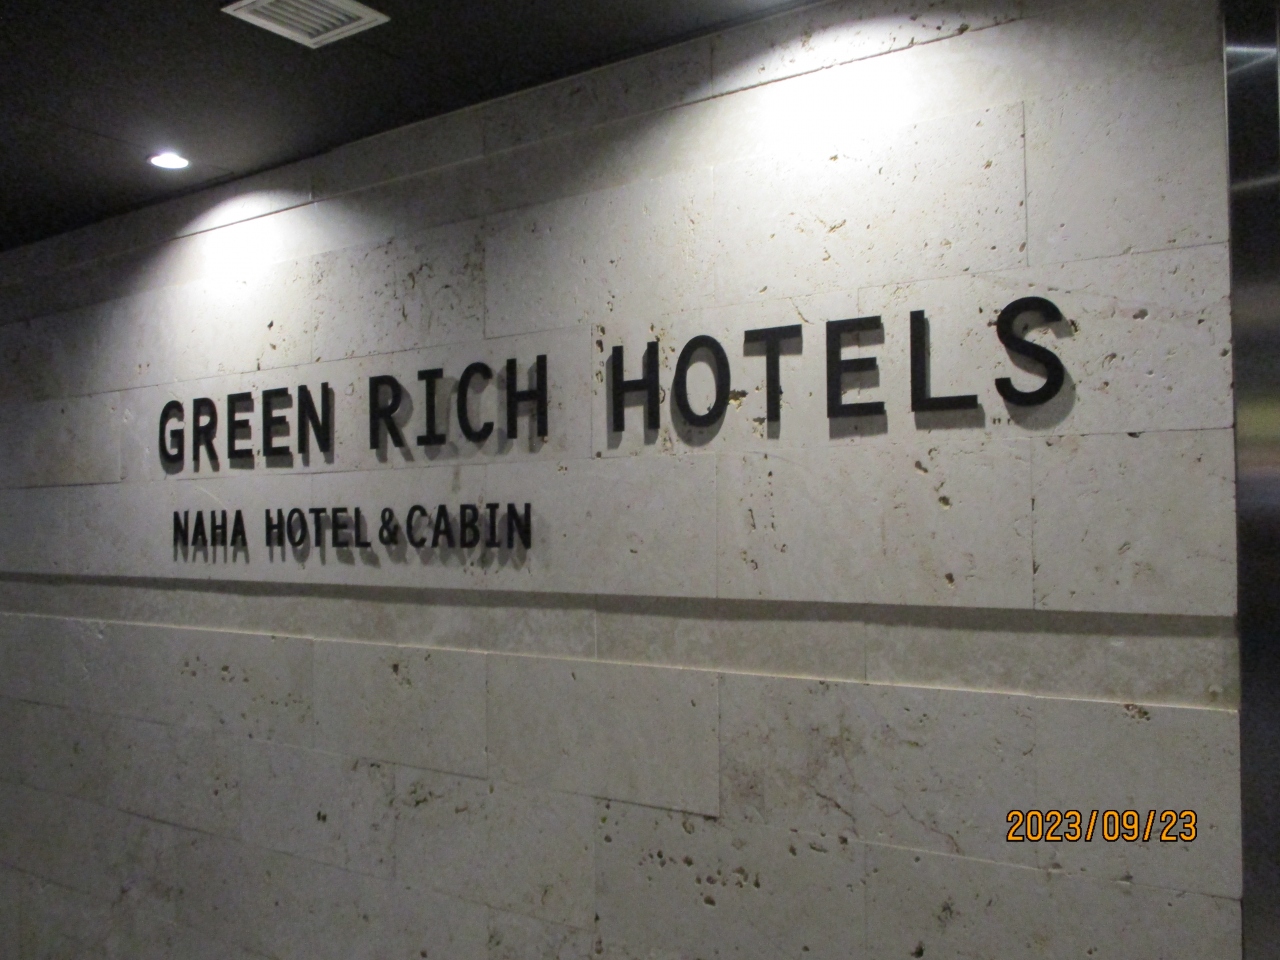 GREEN RICH HOTELS
NAHA HOTEL&CABIN
2023/09/23